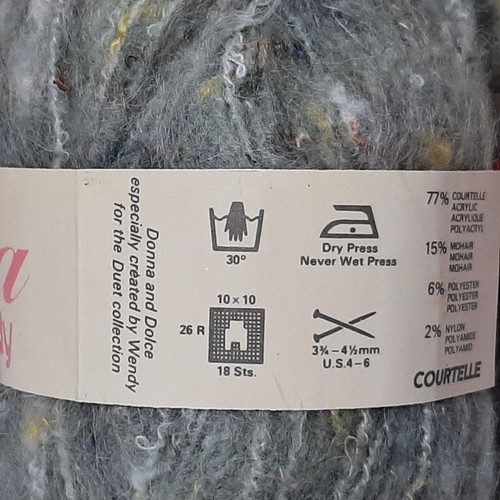 a
dy
Donna and Dolce
especially created by Wendy
for the Duet collection
30°
Dry Press
Never Wet Press
10 x 10
26 R
18 Sts.
3¾ – 4½mm
U.S.4–6
77% COURTELLE
ACRYLIC
ACRYLIQUE
POLYACRYL
15% MOHAIR
MOHAIR
MOHAIR
6% POLYESTER
POLYESTER
POLYESTER
2% NYLON
POLYAMIDE
POLYAMID
COURTELLE